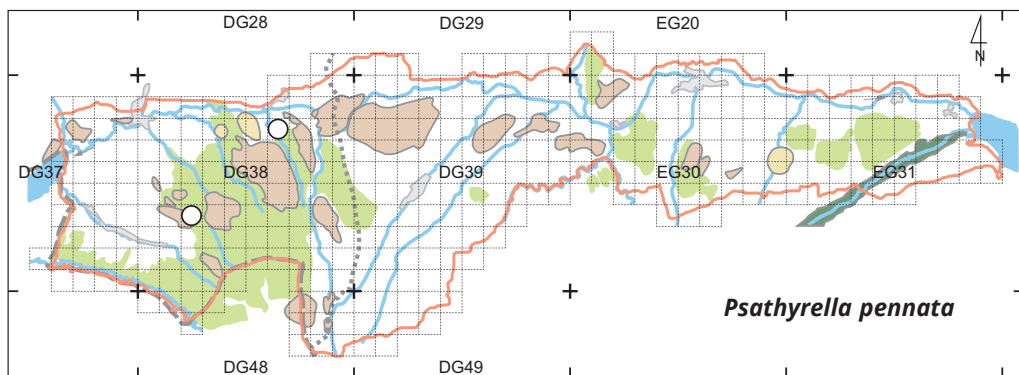 DG28 DG29 EG20
N
DG37 DG38 DG39 EG30 EG31
Psathyrella pennata
DG48 DG49